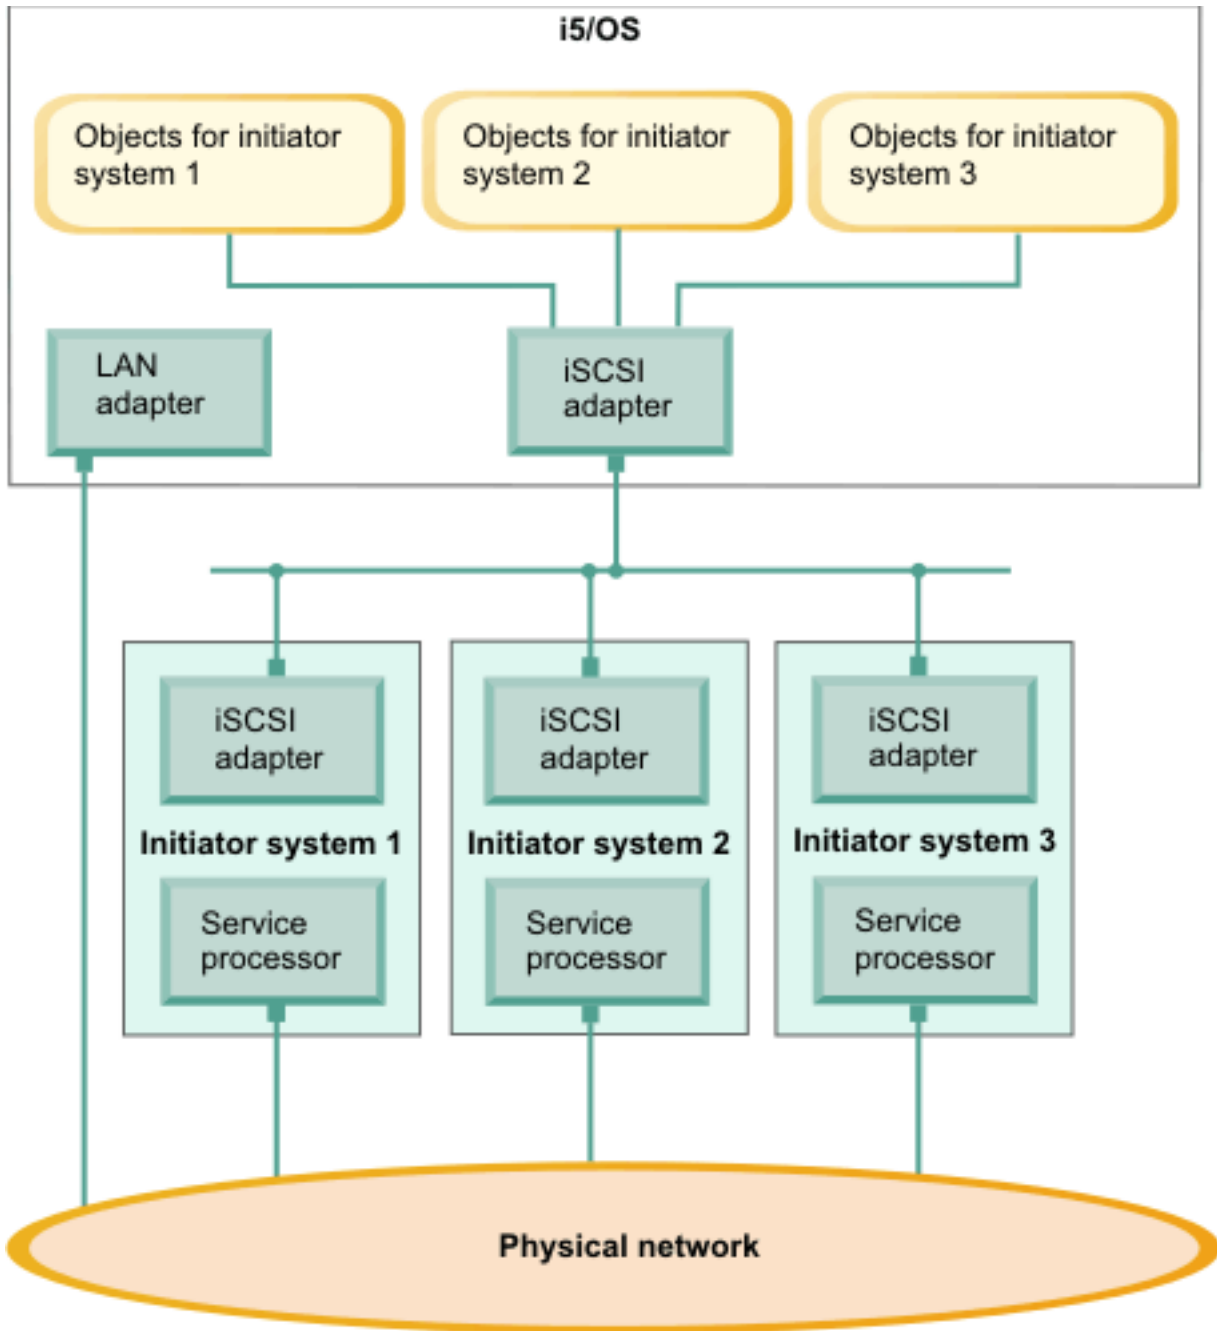 i5/OS
Objects for initiator
system 1
Objects for initiator
system 2
Objects for initiator
system 3
LAN
adapter
iSCSI
adapter
iSCSI
adapter
iSCSI
adapter
iSCSI
adapter
Initiator system 1
Initiator system 2
Initiator system 3
Service
processor
Service
processor
Service
processor
Physical network